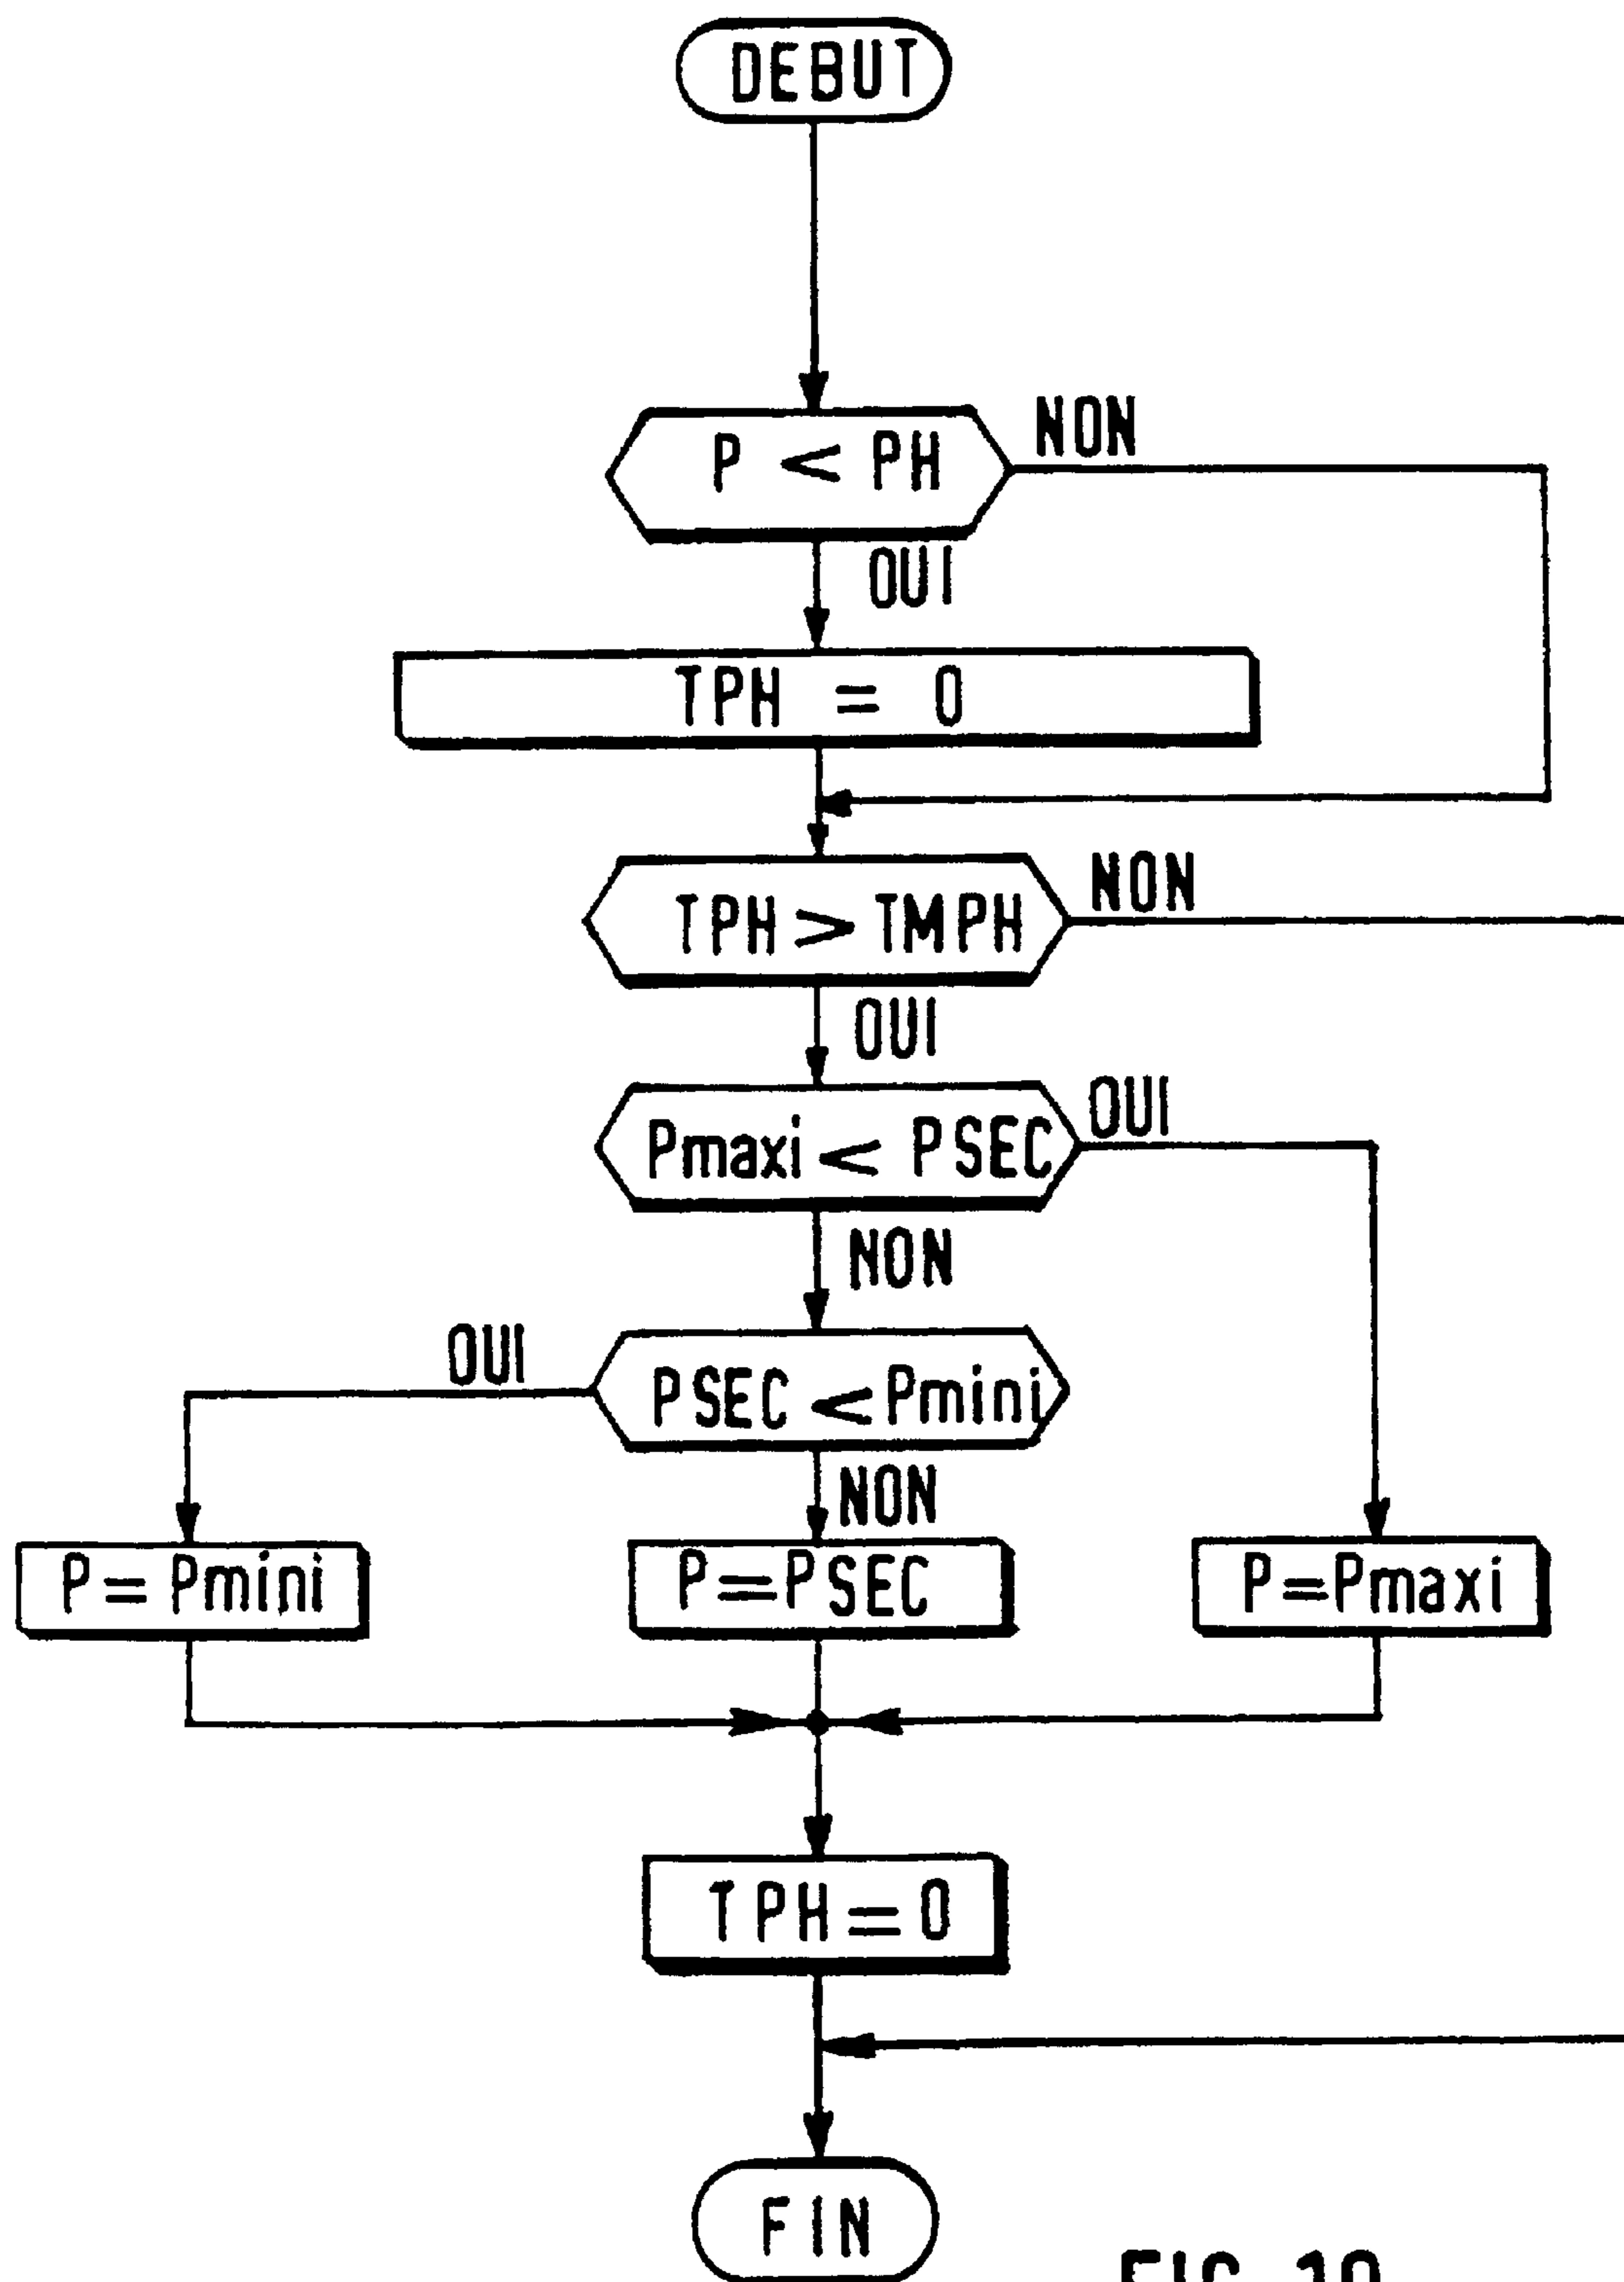 DEBUT
P < PH
NON
OUI
TPH = 0
TPH > TMPH
NON
OUI
Pmaxi < PSEC
OUI
NON
OUI
PSEC < Pmini
NON
P = Pmini
P = PSEC
P = Pmaxi
TPH = 0
FIN